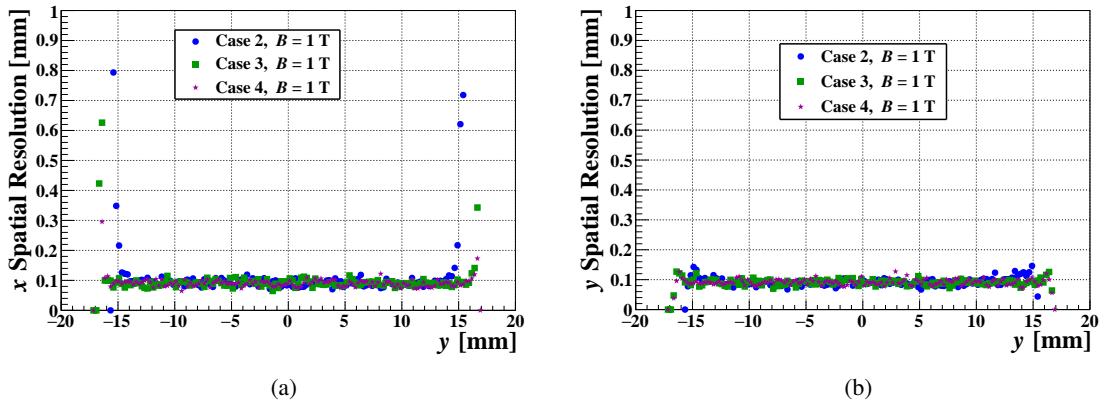 x Spatial Resolution [mm]
1
0.9
0.8
0.7
0.6
0.5
0.4
0.3
0.2
0.1
0
−20 −15 −10 −5 0 5 10 15 20
y [mm]
Case 2, B = 1 T
Case 3, B = 1 T
Case 4, B = 1 T
(a)
y Spatial Resolution [mm]
1
0.9
0.8
0.7
0.6
0.5
0.4
0.3
0.2
0.1
0
−20 −15 −10 −5 0 5 10 15 20
y [mm]
Case 2, B = 1 T
Case 3, B = 1 T
Case 4, B = 1 T
(b)